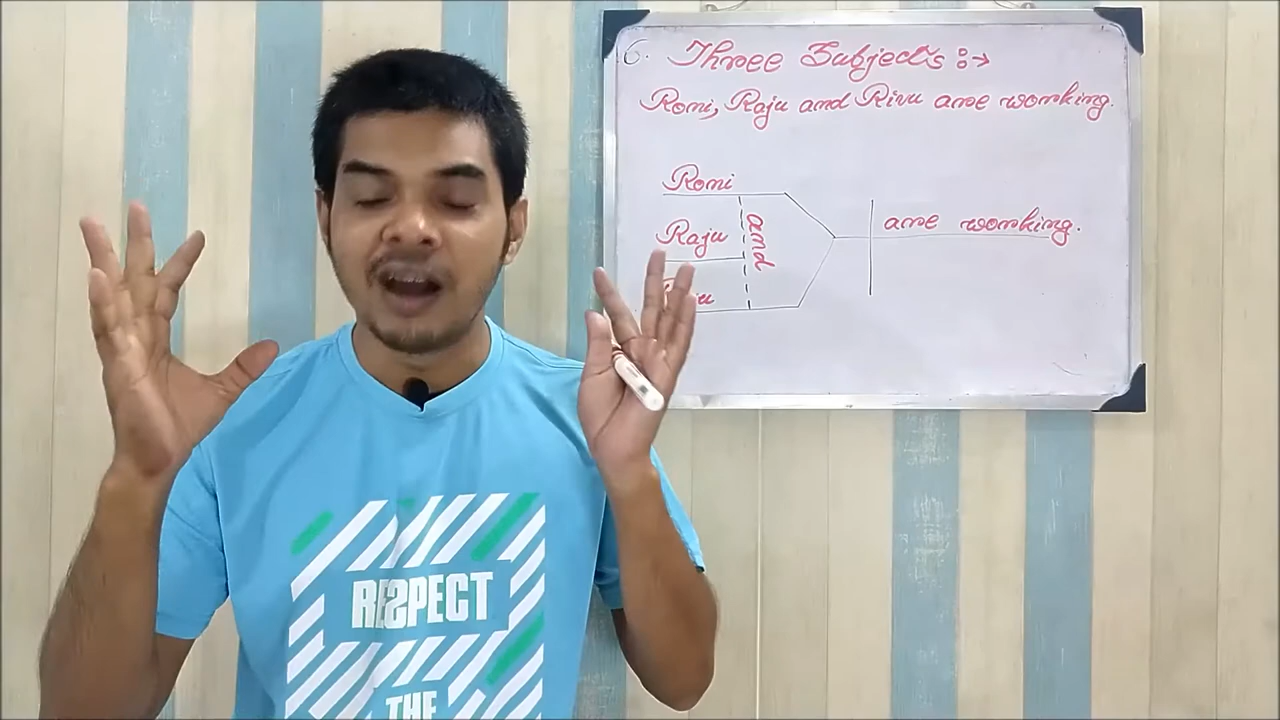 6. Three Subjects :→
Romi, Raju and Rivu are working.
Romi
Raju
and
are working.
RESPECT
THE